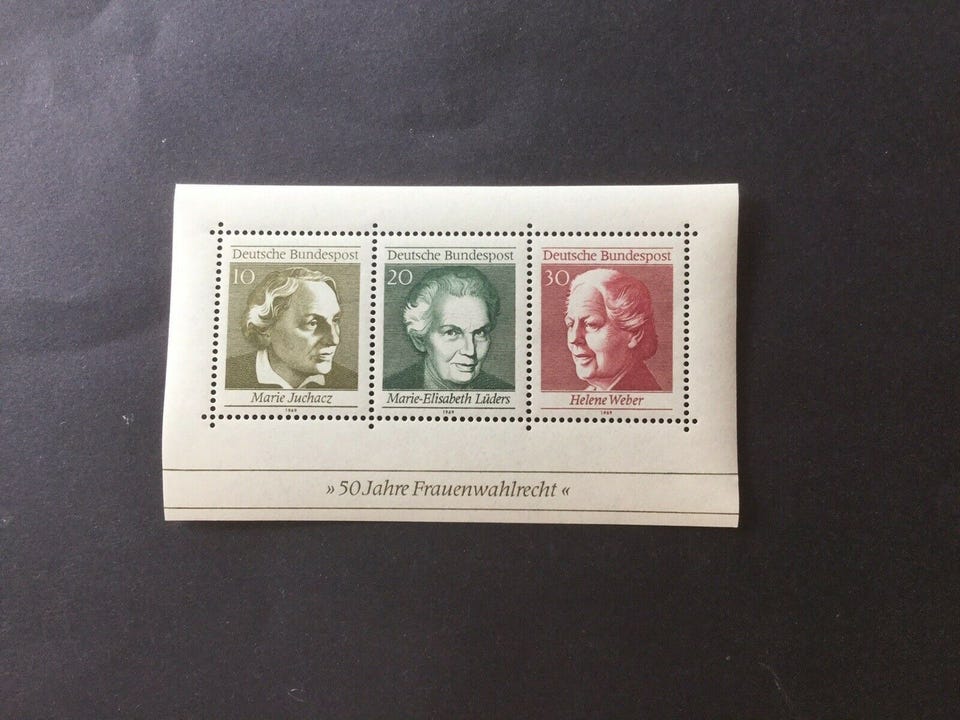 Deutsche Bundespost
10
Marie Juchacz
1969
Deutsche Bundespost
20
Marie-Elisabeth Lüders
1969
Deutsche Bundespost
30
Helene Weber
1969
» 50 Jahre Frauenwahlrecht «